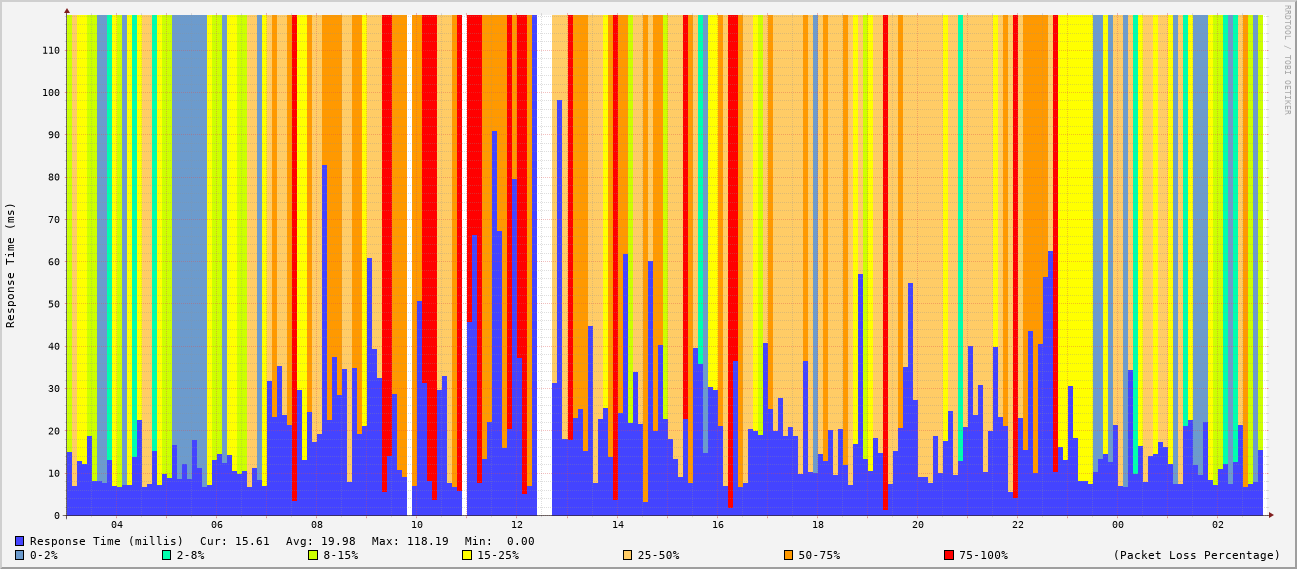 RRDTOOL / TOBI OETIKER
Response Time (ms)
110
100
90
80
70
60
50
40
30
20
10
0
04 06 08 10 12 14 16 18 20 22 00 02
Response Time (millis) Cur: 15.61 Avg: 19.98 Max: 118.19 Min: 0.00
0-2% 2-8% 8-15% 15-25% 25-50% 50-75% 75-100% (Packet Loss Percentage)